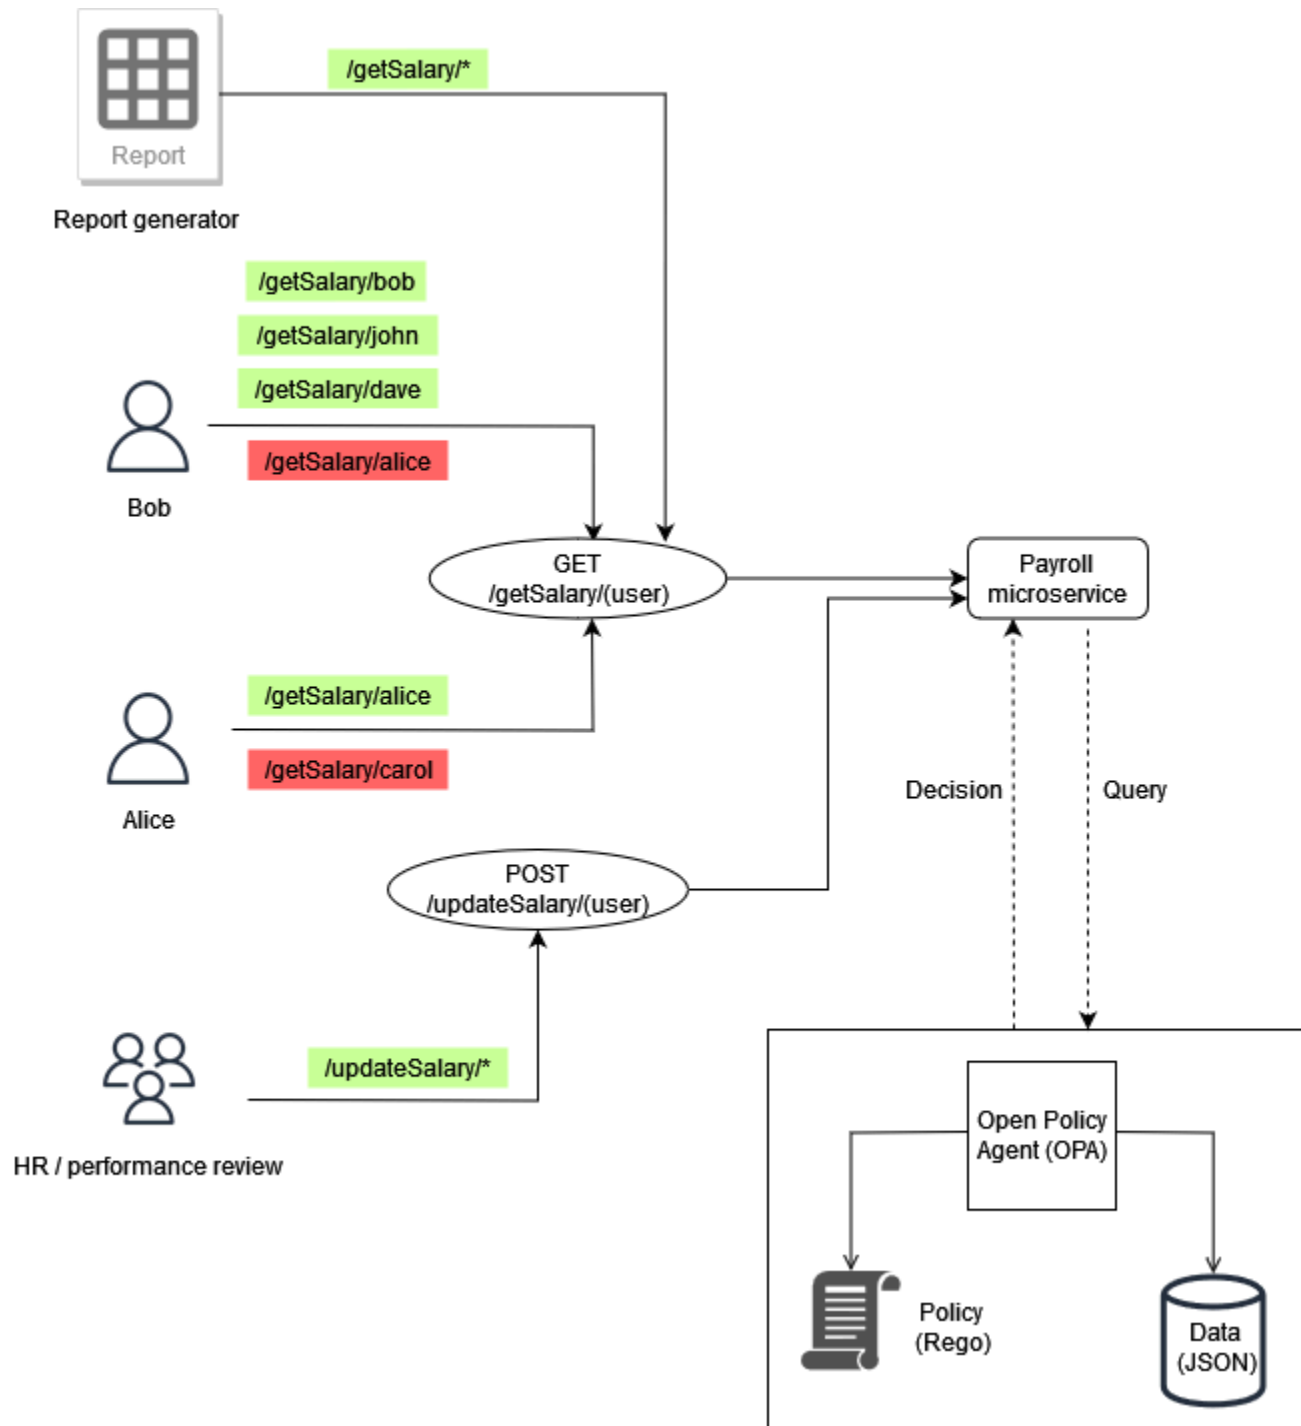 /getSalary/*
Report
Report generator
/getSalary/bob
/getSalary/john
/getSalary/dave
/getSalary/alice
Bob
GET
/getSalary/(user)
Payroll
microservice
/getSalary/alice
/getSalary/carol
Alice
Decision
Query
POST
/updateSalary/(user)
/updateSalary/*
HR / performance review
Open Policy
Agent (OPA)
Policy
(Rego)
Data
(JSON)